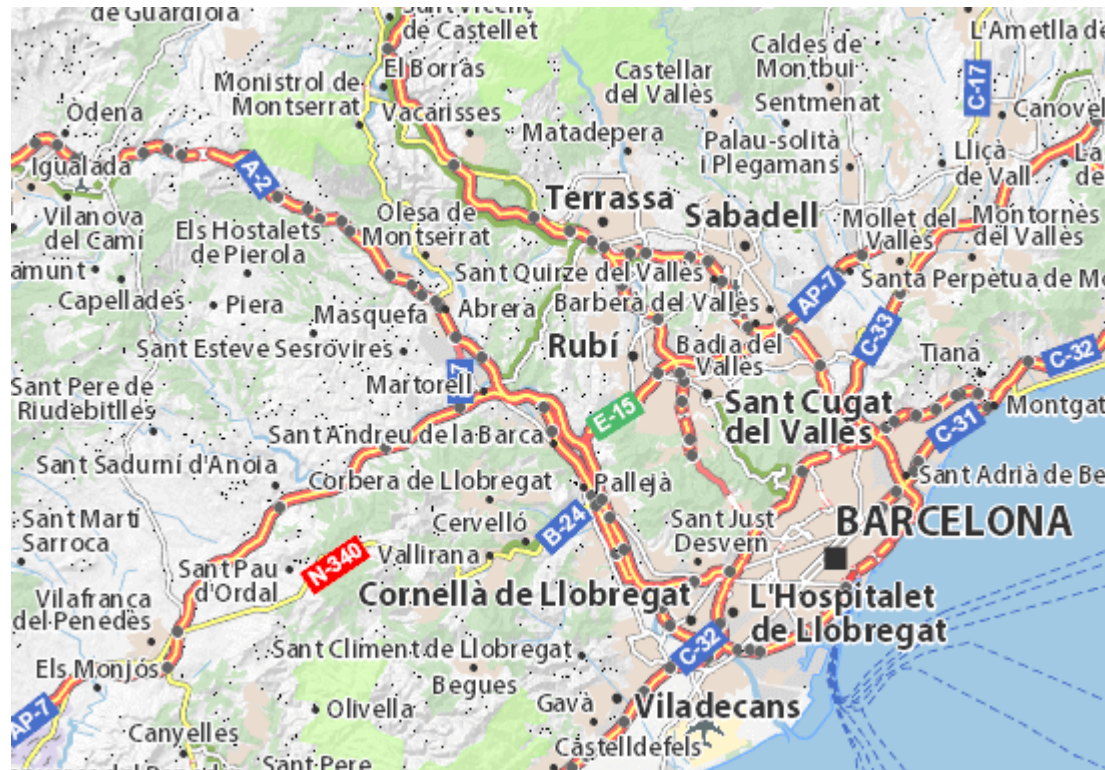 de Guardiola
de Castellet
L'Ametlla de
Caldes de
Montbui
El Borràs
Monistrol de
Montserrat
Castellar
del Vallès
C-17
Sentmenat
Òdena
Vacarisses
Matadepera
Canovel
Palau-solità
i Plegamans
Igualada
A-2
Lliçà
de Vall
La
de
Terrassa
Sabadell
Vilanova
del Camí
Olesa de
Montserrat
Els Hostalets
de Pierola
Mollet del
Vallès
Montornès
del Vallès
amunt
Sant Quirze del Vallès
Santa Perpètua de Mo
Capellades
Piera
Masquefa
Abrera
Barberà del Vallès
AP-7
C-33
Sant Esteve Sesrovires
Rubí
Badia del
Vallès
Tiana
C-32
Sant Pere de
Riudebitlles
Martorell
7
E-15
Sant Cugat
del Vallès
Montgat
C-31
Sant Andreu de la Barca
Sant Sadurní d'Anoia
Corbera de Llobregat
Pallejà
Sant Adrià de Be
Sant Martí
Sarroca
Cervelló
B-24
Sant Just
Desvern
BARCELONA
Vallirana
N-340
Sant Pau
d'Ordal
Cornellà de Llobregat
L'Hospitalet
de Llobregat
Vilafranca
del Penedès
C-32
Sant Climent de Llobregat
Els Monjós
Begues
Gavà
Viladecans
AP-7
Olivella
Canyelles
Castelldefels
Sant Pere